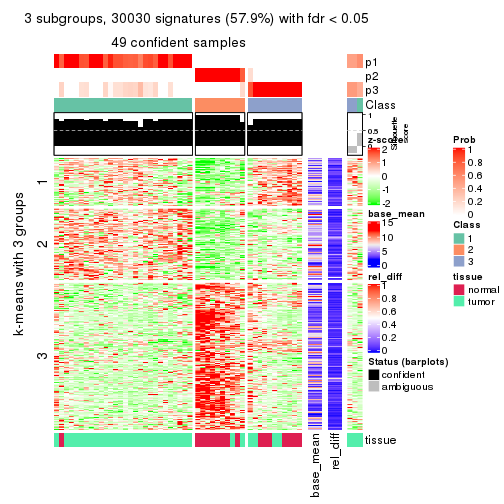 3 subgroups, 30030 signatures (57.9%) with fdr < 0.05
49 confident samples
p1
p2
p3
Class
1
0.5
0
Silhouette
score
k-means with 3 groups
1
2
3
base_mean
rel_diff
tissue
z-score
2
1
0
-1
-2
base_mean
15
10
5
0
rel_diff
1
0.8
0.6
0.4
0.2
0
Status (barplots)
confident
ambiguous
Prob
1
0.8
0.6
0.4
0.2
0
Class
1
2
3
tissue
normal
tumor